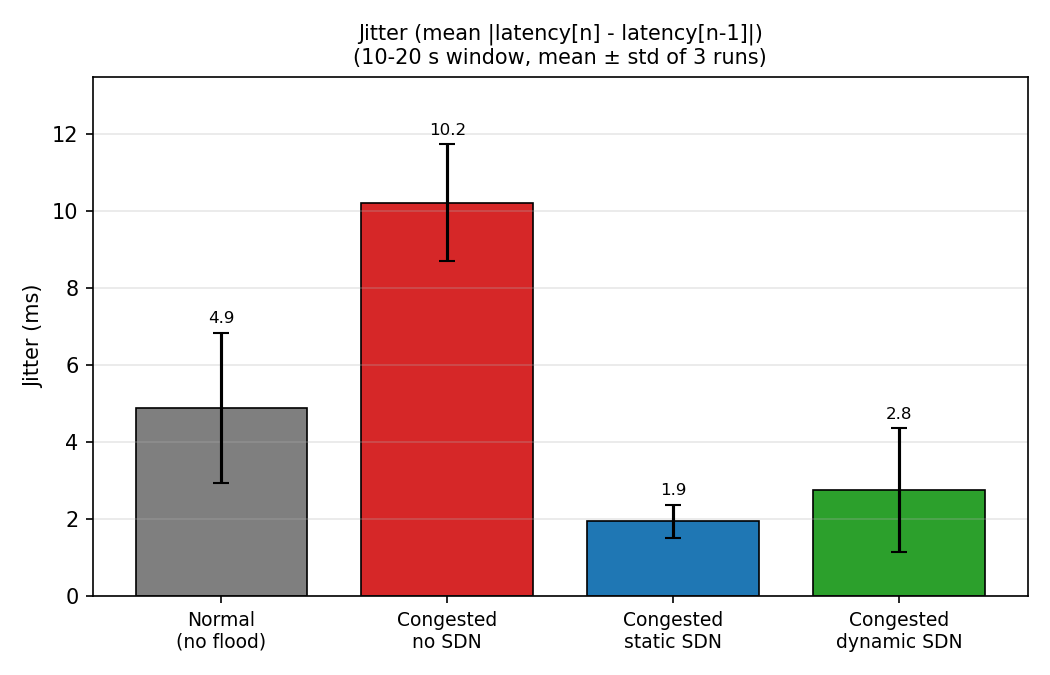 Jitter (mean |latency[n] - latency[n-1]|)
(10-20 s window, mean ± std of 3 runs)
Jitter (ms)
12
10
8
6
4
2
0
4.9
10.2
1.9
2.8
Normal
(no flood)
Congested
no SDN
Congested
static SDN
Congested
dynamic SDN